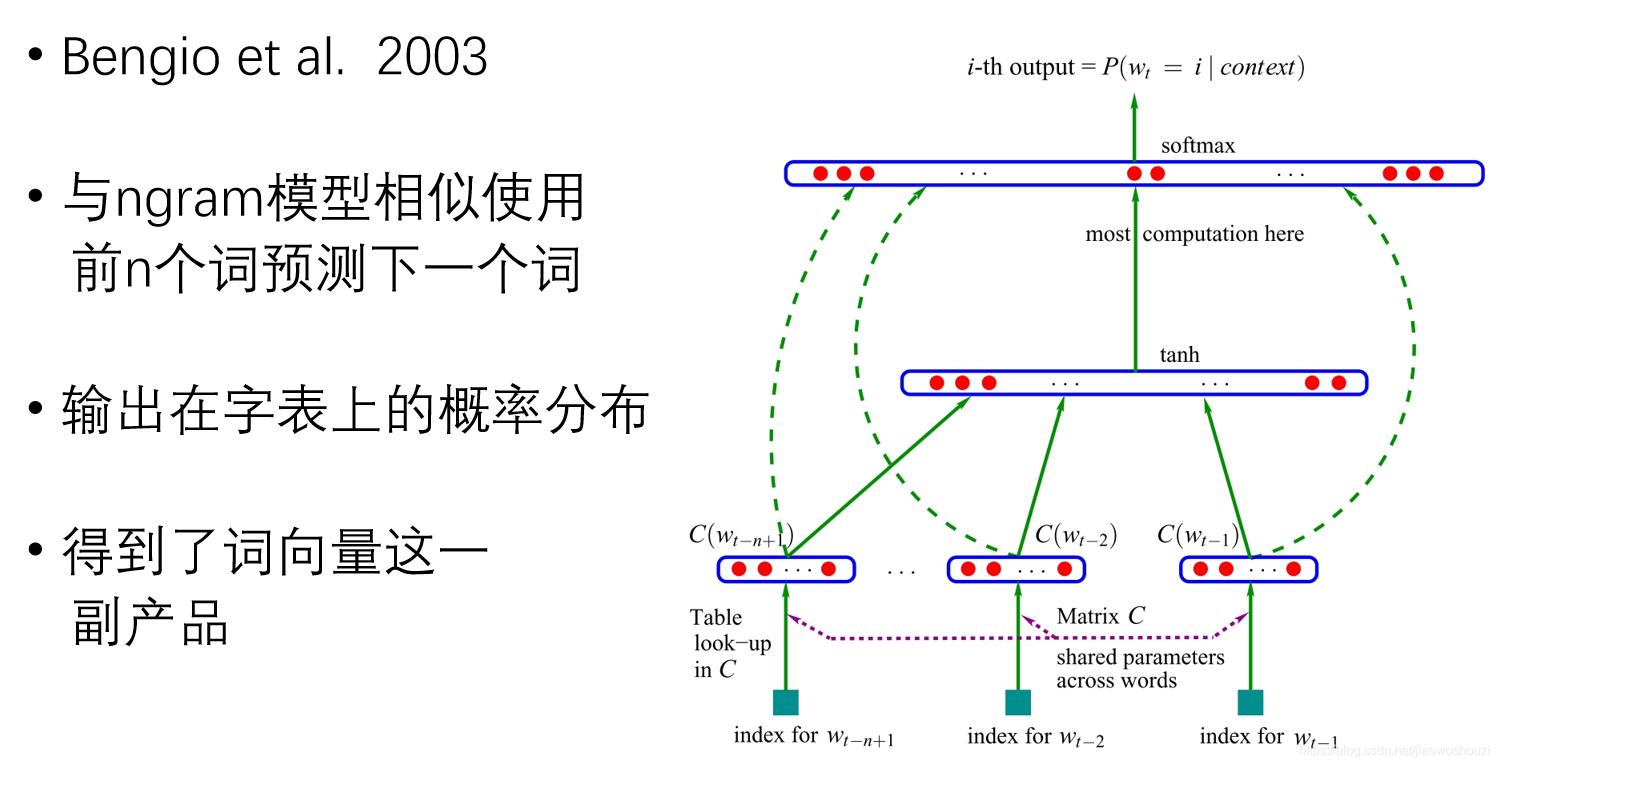 • Bengio et al. 2003
• 与ngram模型相似使用
前n个词预测下一个词
• 输出在字表上的概率分布
• 得到了词向量这一
副产品
i-th output = P(w_t = i | context)
softmax
· · · · · ·
most computation here
tanh
· · · · · ·
C(w_{t−n+1}) C(w_{t−2}) C(w_{t−1})
· · · · · · · · · · · ·
Table Matrix C
look−up
in C shared parameters
across words
index for w_{t−n+1} index for w_{t−2} index for w_{t−1}
https://blog.csdn.net/jiaowoshouzi